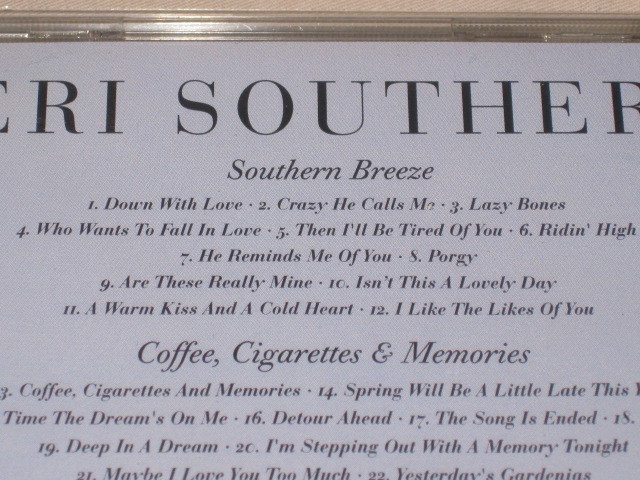 ERI SOUTHER
Southern Breeze
1. Down With Love · 2. Crazy He Calls Me · 3. Lazy Bones
4. Who Wants To Fall In Love · 5. Then I'll Be Tired Of You · 6. Ridin' High
7. He Reminds Me Of You · 8. Porgy
9. Are These Really Mine · 10. Isn't This A Lovely Day
11. A Warm Kiss And A Cold Heart · 12. I Like The Likes Of You
Coffee, Cigarettes & Memories
3. Coffee, Cigarettes And Memories · 14. Spring Will Be A Little Late This
Time The Dream's On Me · 16. Detour Ahead · 17. The Song Is Ended · 18.
19. Deep In A Dream · 20. I'm Stepping Out With A Memory Tonight
21. Maybe I Love You Too Much · 22. Yesterday's Gardenias